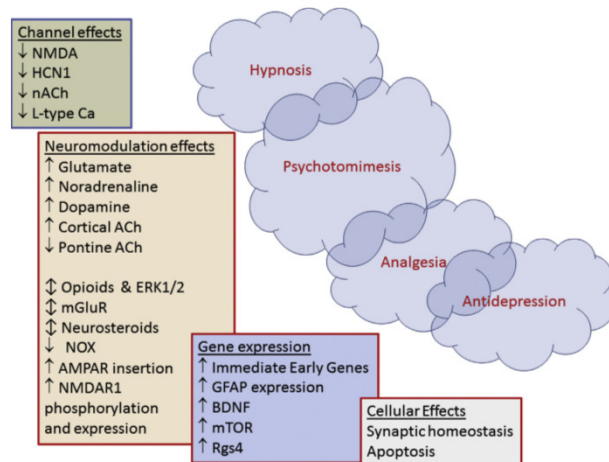 Channel effects
↓ NMDA
↓ HCN1
↓ nACh
↓ L-type Ca
Hypnosis
Psychotomimesis
Analgesia
Antidepression
Neuromodulation effects
↑ Glutamate
↑ Noradrenaline
↑ Dopamine
↑ Cortical ACh
↓ Pontine ACh
↕ Opioids & ERK1/2
↕ mGluR
↕ Neurosteroids
↓ NOX
↑ AMPAR insertion
↑ NMDAR1
phosphorylation
and expression
Gene expression
↑ Immediate Early Genes
↑ GFAP expression
↑ BDNF
↑ mTOR
↑ Rgs4
Cellular Effects
Synaptic homeostasis
Apoptosis